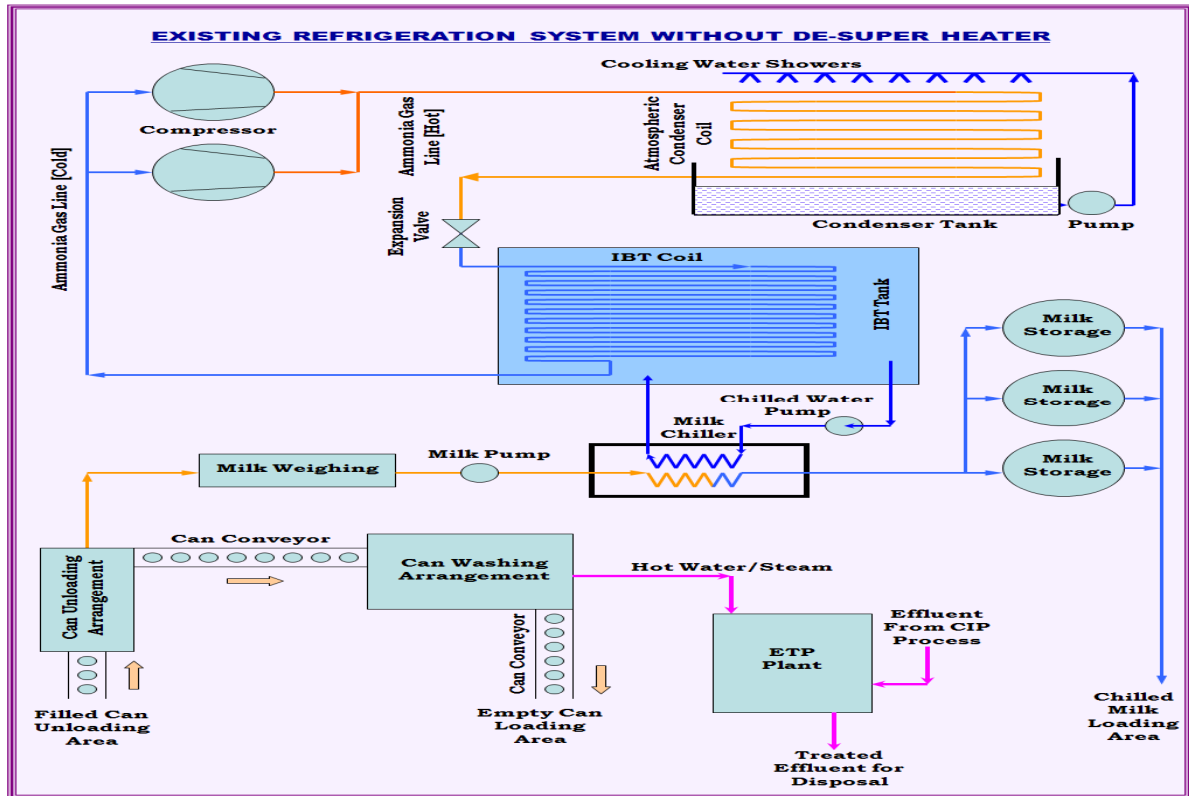 EXISTING REFRIGERATION SYSTEM WITHOUT DE-SUPER HEATER
Cooling Water Showers
Compressor
Ammonia Gas Line [Cold]
Ammonia Gas
Line [Hot]
Atmospheric
Condenser
Coil
Condenser Tank
Pump
Expansion
Valve
IBT Coil
IBT Tank
Milk
Storage
Milk
Storage
Milk
Storage
Chilled Water
Pump
Milk
Chiller
Milk Pump
Milk Weighing
Can Conveyor
Can Unloading
Arrangement
Can Washing
Arrangement
Hot Water/Steam
Can Conveyor
Effluent
From CIP
Process
ETP
Plant
Filled Can
Unloading
Area
Empty Can
Loading
Area
Chilled
Milk
Loading
Area
Treated
Effluent for
Disposal